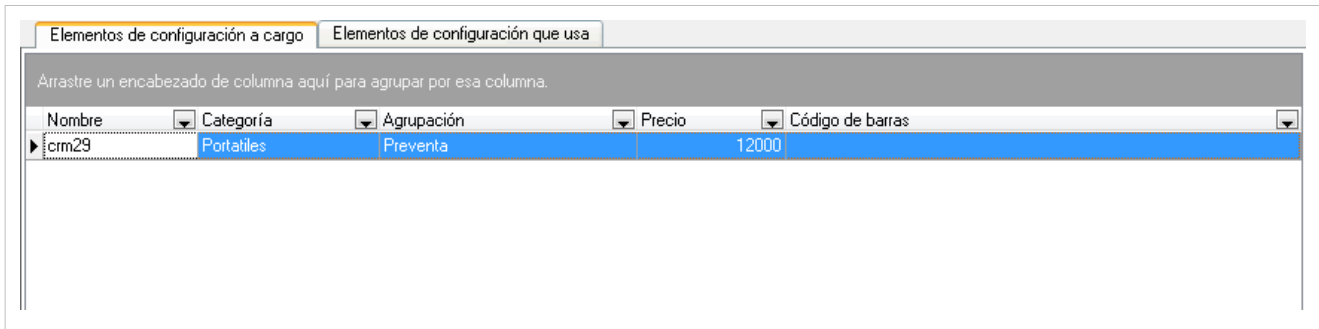 Elementos de configuración a cargo Elementos de configuración que usa
Arrastre un encabezado de columna aquí para agrupar por esa columna.
Nombre Categoría Agrupación Precio Código de barras
crm29 Portatiles Preventa 12000